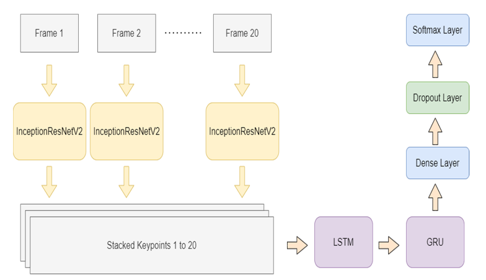 Frame 1
Frame 2
..........
Frame 20
InceptionResNetV2
InceptionResNetV2
InceptionResNetV2
Stacked Keypoints 1 to 20
LSTM
GRU
Dense Layer
Dropout Layer
Softmax Layer